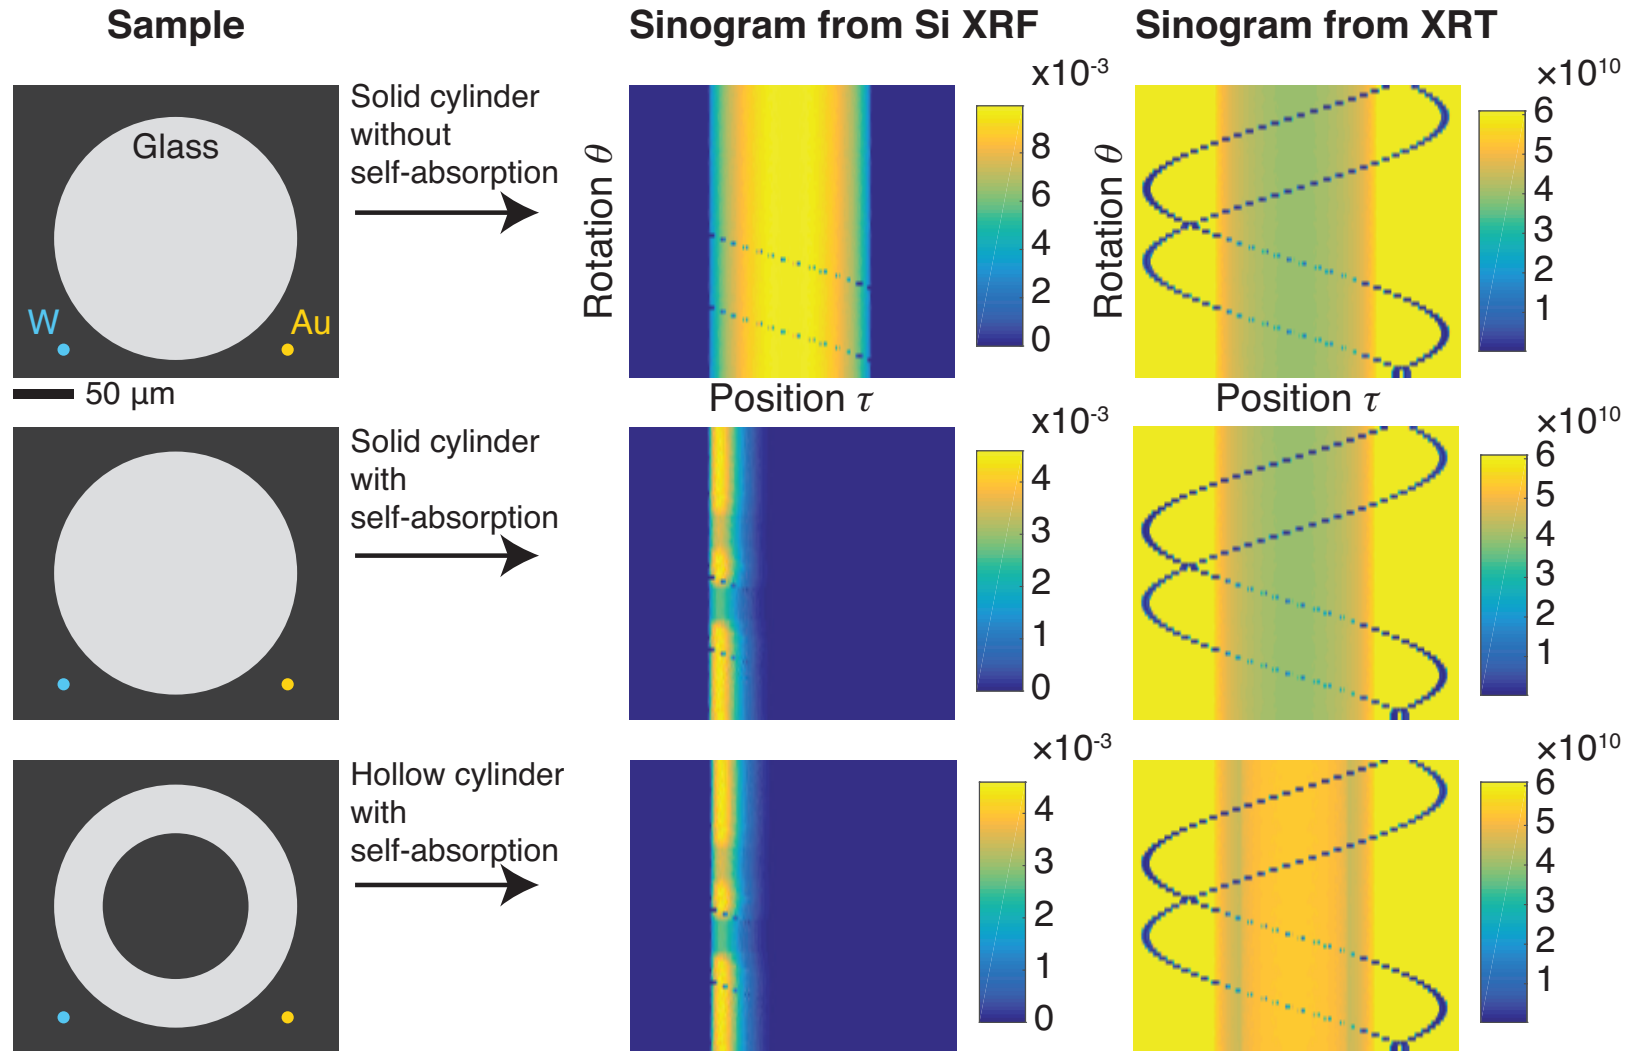 Sample
Sinogram from Si XRF
Sinogram from XRT
Glass
W
Au
50 μm
Solid cylinder
without
self-absorption
Rotation θ
x10-3
8
6
4
2
0
Position τ
Rotation θ
×1010
6
5
4
3
2
1
Position τ
Solid cylinder
with
self-absorption
×10-3
4
3
2
1
0
×1010
6
5
4
3
2
1
Hollow cylinder
with
self-absorption
×10-3
4
3
2
1
0
×1010
6
5
4
3
2
1